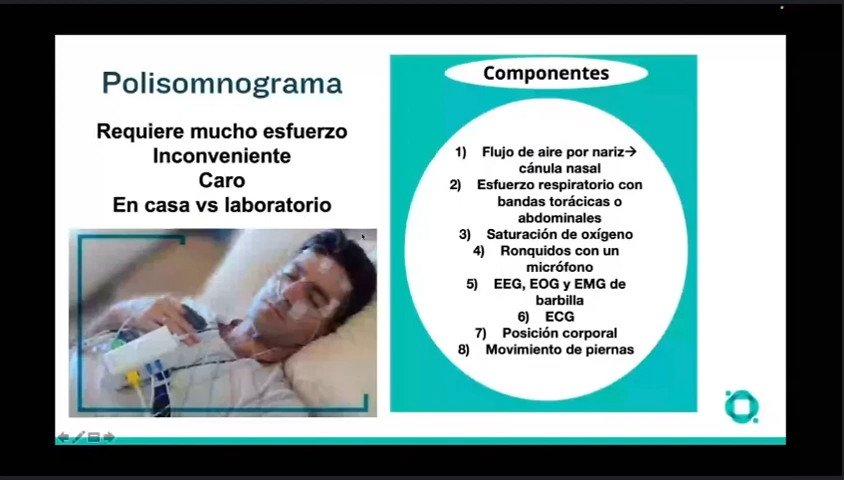 Polisomnograma
Requiere mucho esfuerzo
Inconveniente
Caro
En casa vs laboratorio
Componentes
1) Flujo de aire por nariz→
cánula nasal
2) Esfuerzo respiratorio con
bandas torácicas o
abdominales
3) Saturación de oxígeno
4) Ronquidos con un
micrófono
5) EEG, EOG y EMG de
barbilla
6) ECG
7) Posición corporal
8) Movimiento de piernas